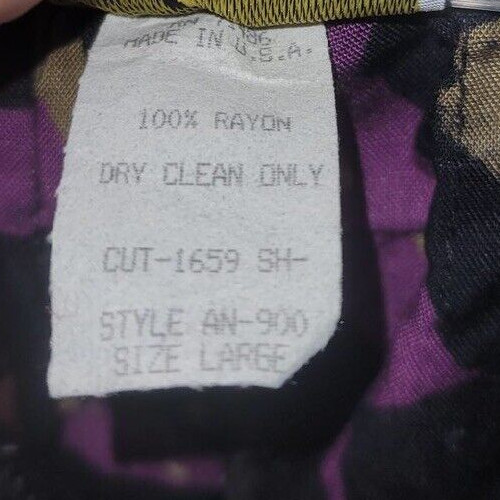 MADE IN U.S.A.
100% RAYON
DRY CLEAN ONLY
CUT-1659 SH-
STYLE AN-900
SIZE LARGE